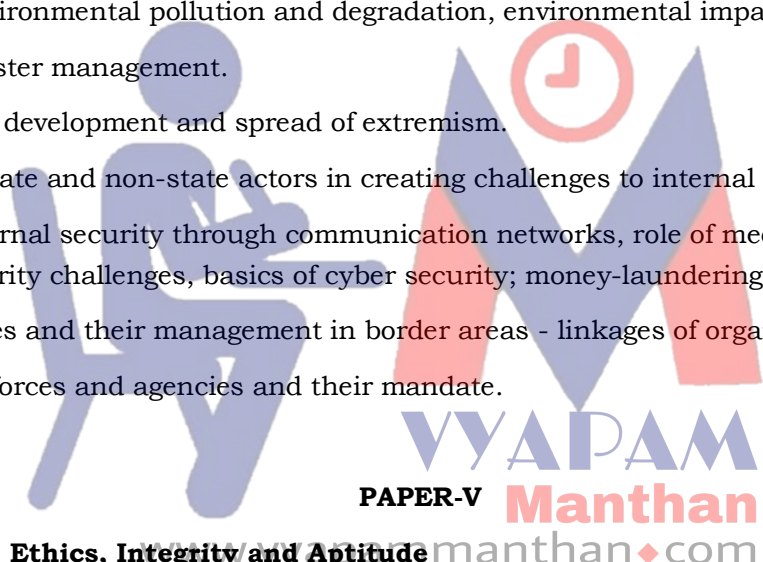 ironmental pollution and degradation, environmental impa
ster management.
development and spread of extremism.
ate and non-state actors in creating challenges to internal
rnal security through communication networks, role of me
rity challenges, basics of cyber security; money-laundering
es and their management in border areas - linkages of orga
forces and agencies and their mandate.
VYAPAM
PAPER-V Manthan
Ethics, Integrity and Aptitude
www.vyapammanthan.com